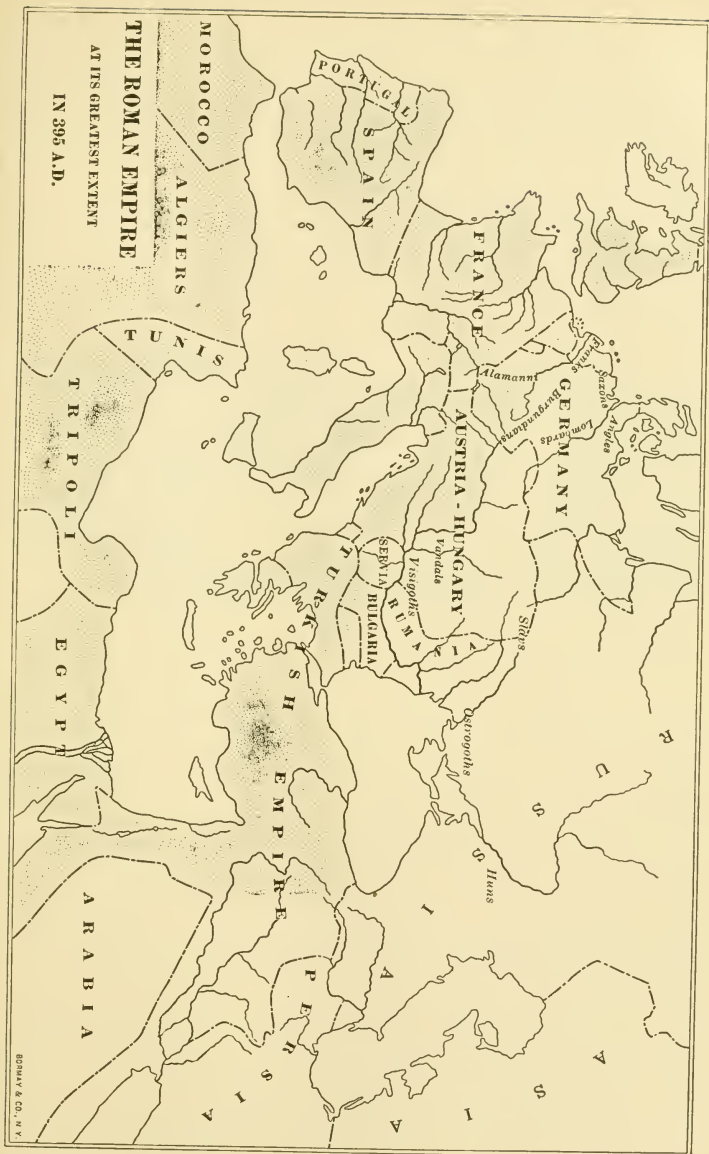 THE ROMAN EMPIRE
AT ITS GREATEST EXTENT
IN 395 A.D.
MOROCCO
ALGIERS
TUNIS
TRIPOLI
EGYPT
ARABIA
PORTUGAL
SPAIN
FRANCE
GERMANY
Franks
Saxons
Angles
Alamanni
Burgundians
Lombards
AUSTRIA - HUNGARY
Vandals
Visigoths
SERVIA
RUMANIA
BULGARIA
Slavs
Ostrogoths
Huns
RUSSIA
TURKISH EMPIRE
PERSIA
ASIA
BORMAY & CO., N.Y.